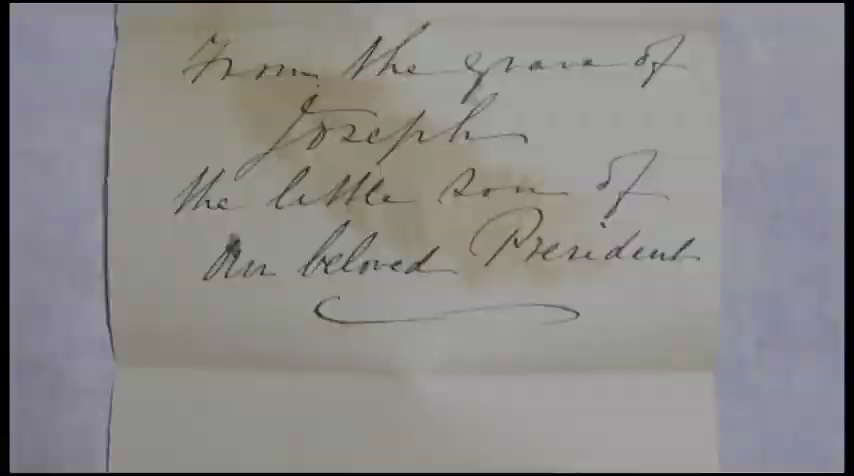 From the grave of
Joseph
the little son of
Our beloved President